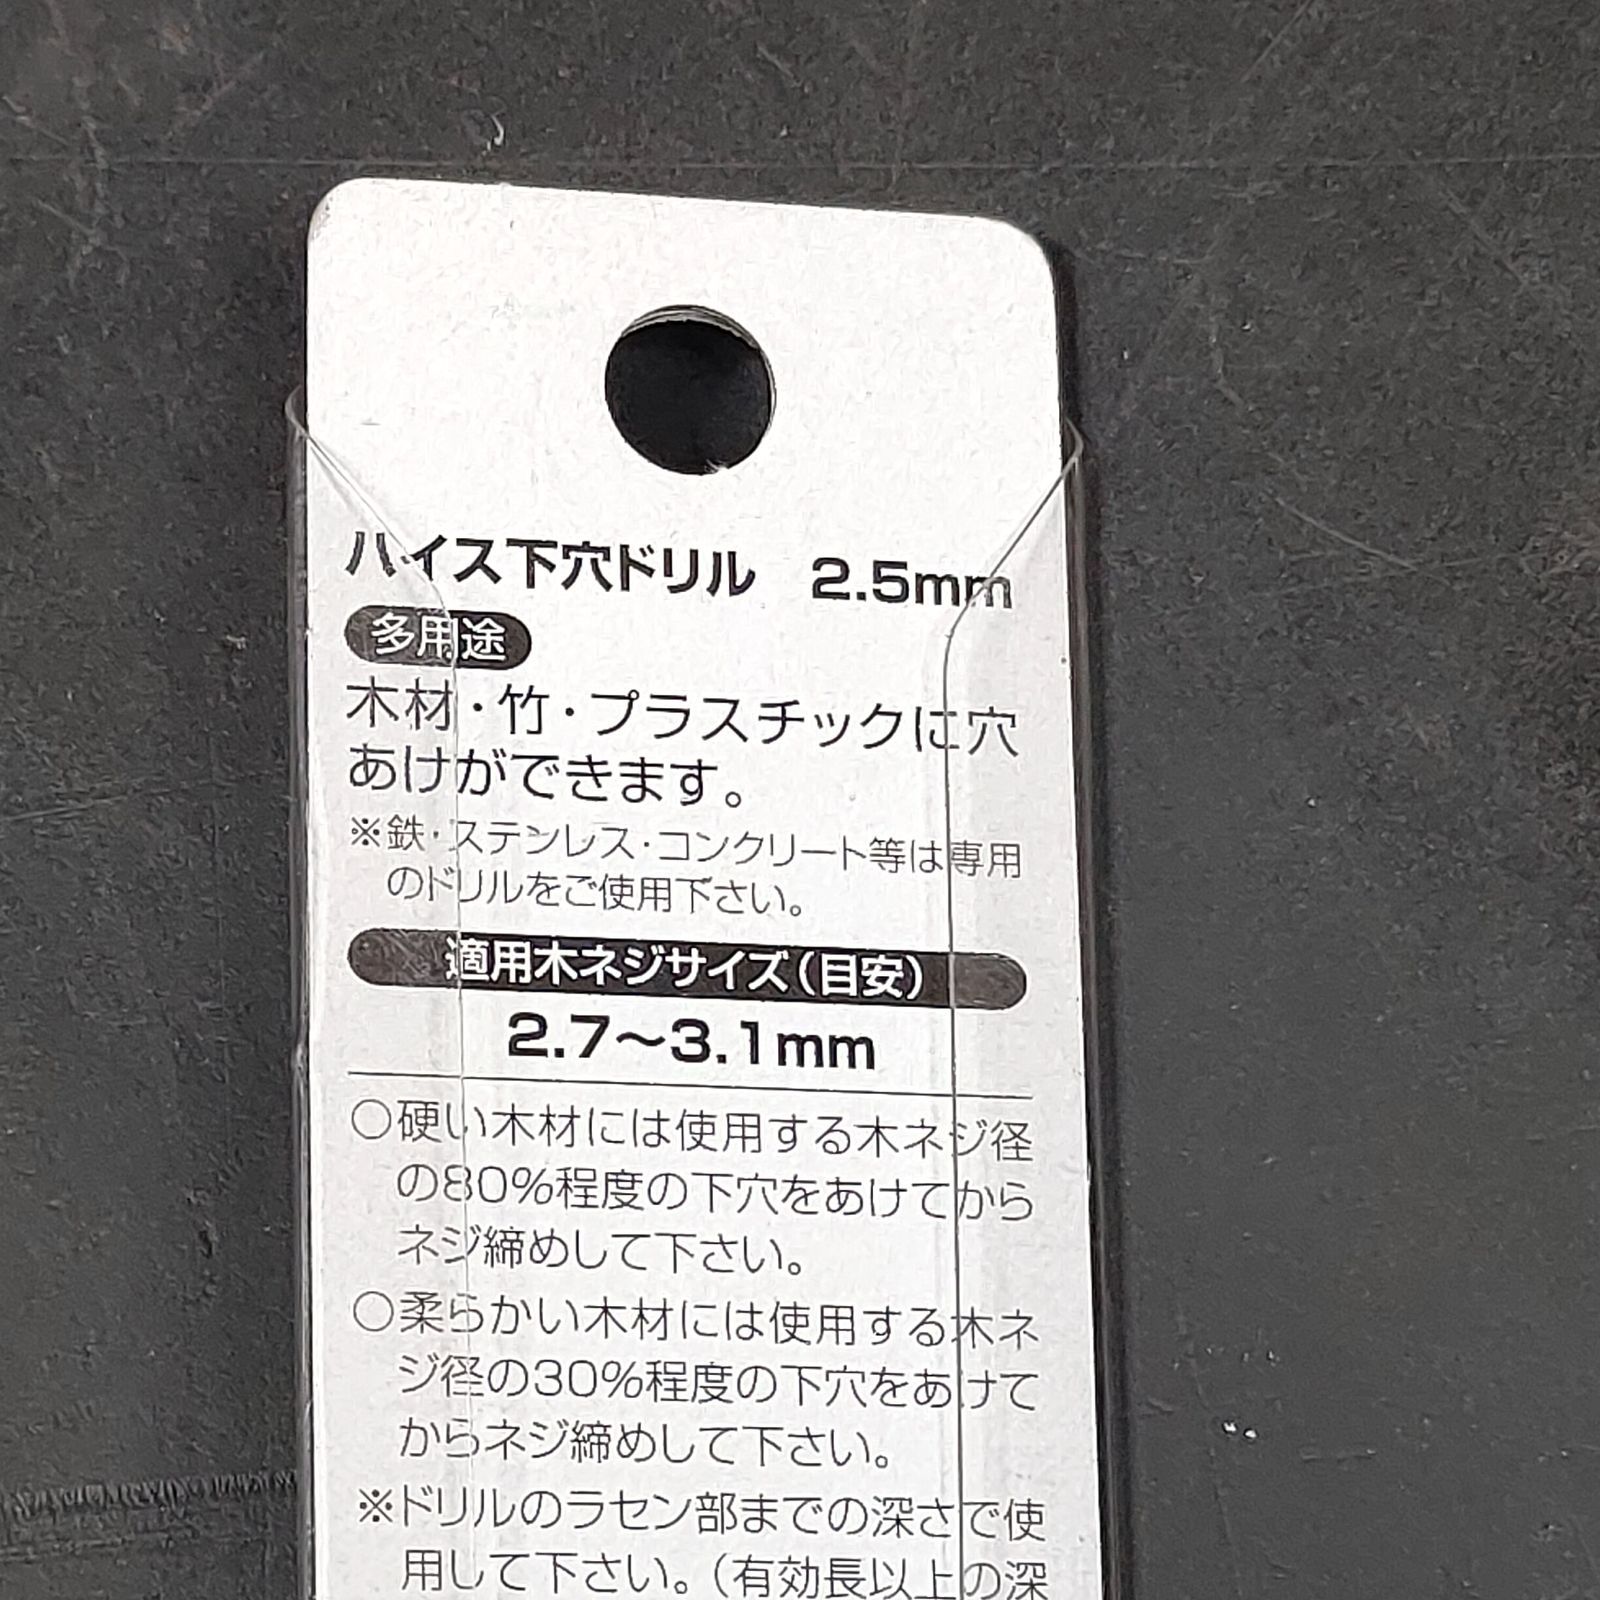 ハイス下穴ドリル　2.5mm
多用途
木材・竹・プラスチックに穴
あけができます。
※鉄・ステンレス・コンクリート等は専用
のドリルをご使用下さい。
適用木ネジサイズ(目安)
2.7〜3.1mm
○硬い木材には使用する木ネジ径
の80%程度の下穴をあけてから
ネジ締めして下さい。
○柔らかい木材には使用する木ネ
ジ径の30%程度の下穴をあけて
からネジ締めして下さい。
※ドリルのラセン部までの深さで使
用して下さい。(有効長以上の深